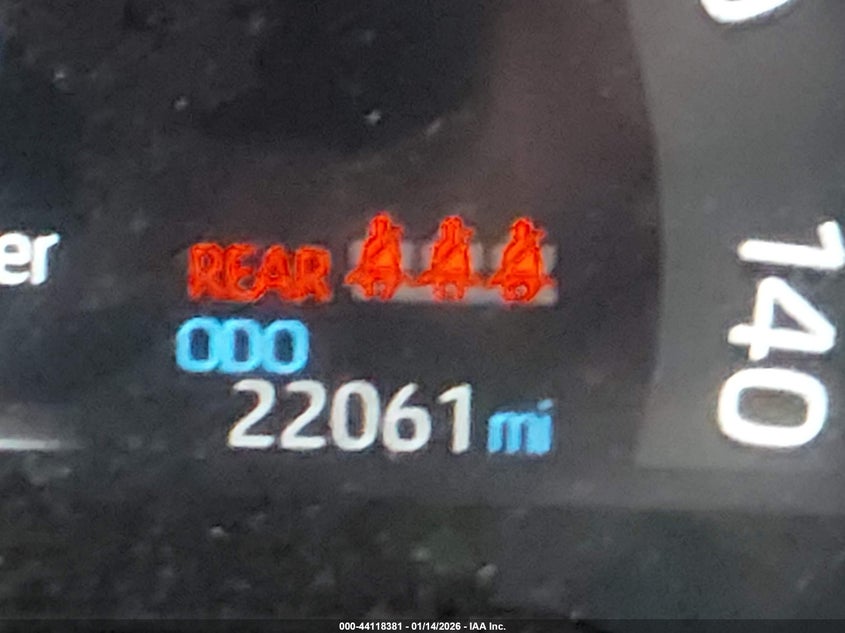 er
REAR
ODO
22061 mi
140
000-44118381 - 01/14/2026 - IAA Inc.